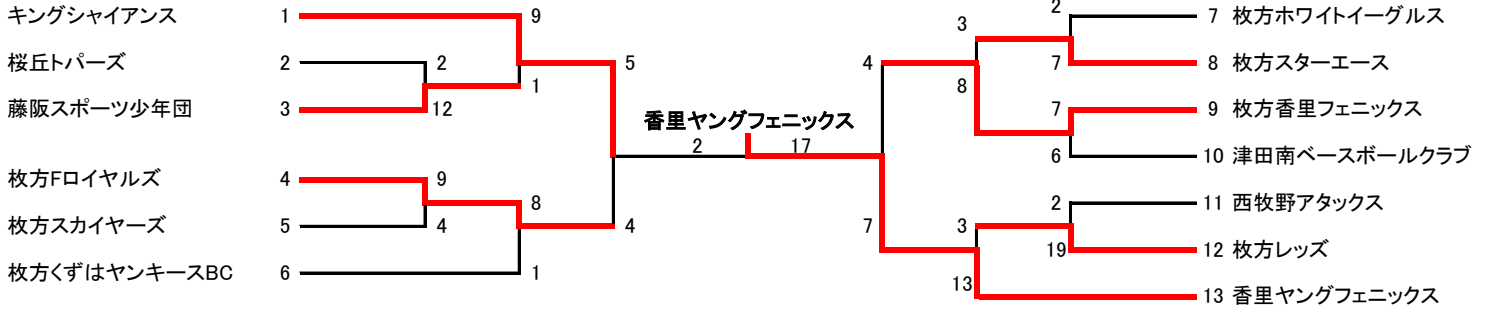 キングシャイアンス 1 9
桜丘トパーズ 2 2
5
1
藤阪スポーツ少年団 3 12
枚方Fロイヤルズ 4 9
8
枚方スカイヤーズ 5 4
4
枚方くずはヤンキースBC 6 1
香里ヤングフェニックス
2 17
2 7 枚方ホワイトイーグルス
3
4 7 8 枚方スターエース
8
7 9 枚方香里フェニックス
6 10 津田南ベースボールクラブ
2 11 西牧野アタックス
7 3
19 12 枚方レッズ
13
13 香里ヤングフェニックス